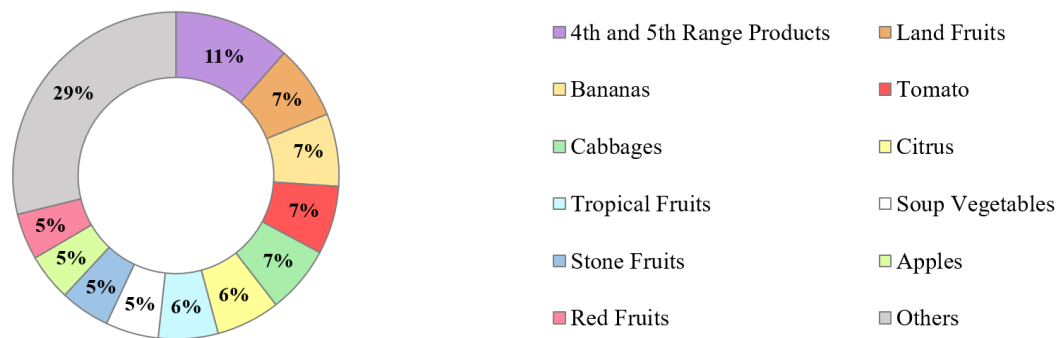 11%
7%
7%
7%
7%
6%
6%
5%
5%
5%
5%
29%
4th and 5th Range Products
Land Fruits
Bananas
Tomato
Cabbages
Citrus
Tropical Fruits
Soup Vegetables
Stone Fruits
Apples
Red Fruits
Others